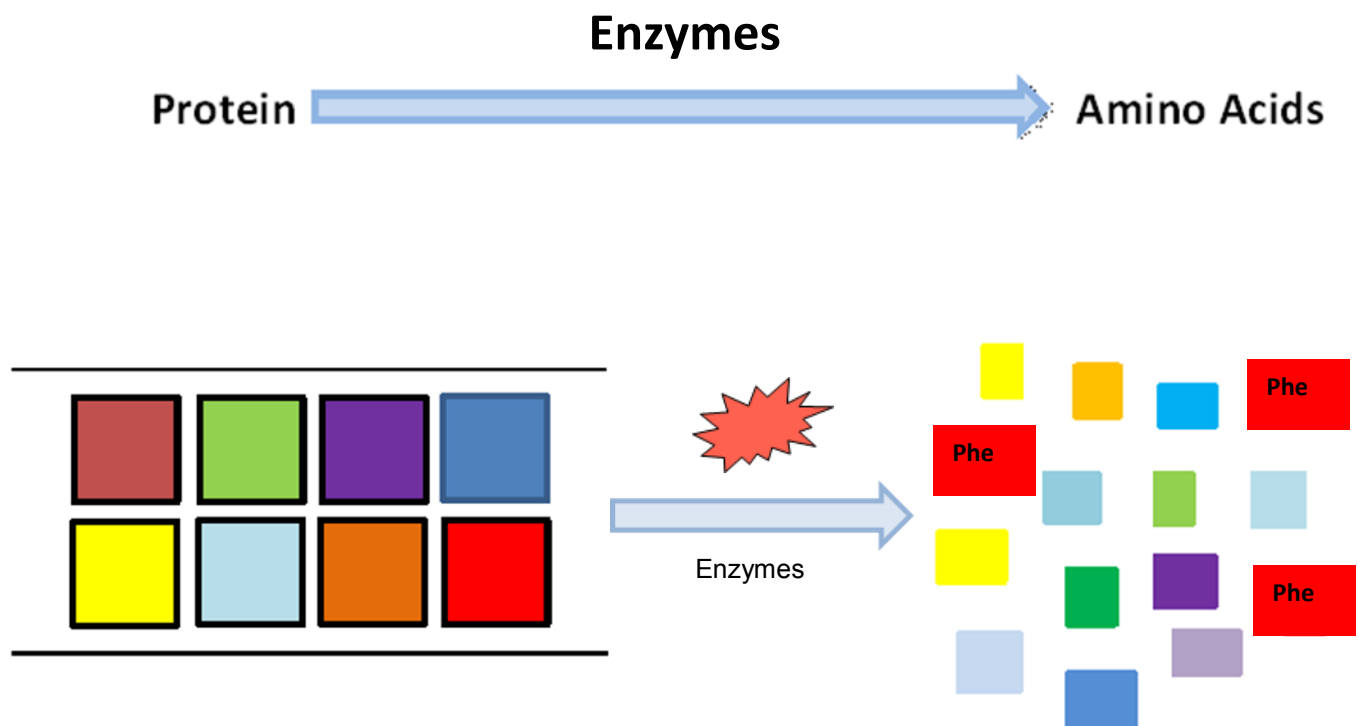 Enzymes
Protein
Amino Acids
Phe
Phe
Enzymes
Phe